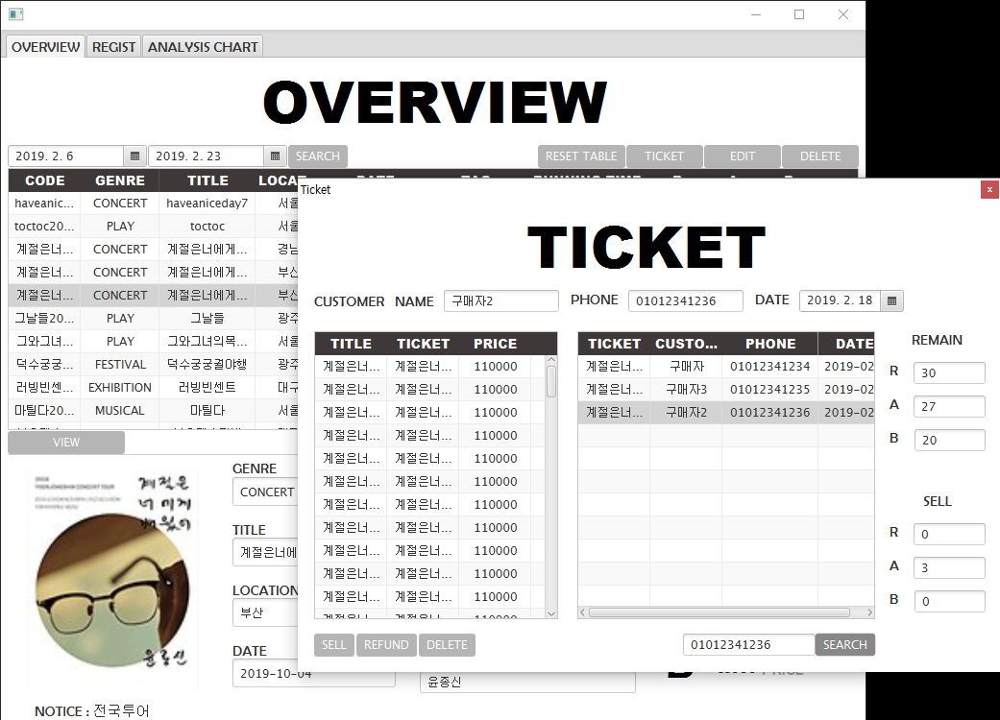 OVERVIEW REGIST ANALYSIS CHART
OVERVIEW
2019. 2. 6 2019. 2. 23 SEARCH RESET TABLE TICKET EDIT DELETE
CODE GENRE TITLE
haveanic... CONCERT haveaniceday7 서울
toctoc20... PLAY toctoc 서울
계절은너... CONCERT 계절은너에게... 경남
계절은너... CONCERT 계절은너에게... 부산
계절은너... CONCERT 계절은너에게... 부산
그날들20... PLAY 그날들 광주
그와그녀... PLAY 그와그녀의목... 서울
덕수궁궁... FESTIVAL 덕수궁궁궐야행 광주
러빙빈센... EXHIBITION 러빙빈센트 대구
마틸다20... MUSICAL 마틸다 서울
VIEW
계절은
너에게
배웠어
윤종신
GENRE
CONCERT
TITLE
계절은너에
LOCATION
부산
DATE
2019-10-04
윤종신
PRICE
NOTICE : 전국투어
Ticket
TICKET
CUSTOMER NAME 구매자2 PHONE 01012341236 DATE 2019. 2. 18
TITLE TICKET PRICE
계절은너... 계절은너... 110000
계절은너... 계절은너... 110000
계절은너... 계절은너... 110000
계절은너... 계절은너... 110000
계절은너... 계절은너... 110000
계절은너... 계절은너... 110000
계절은너... 계절은너... 110000
계절은너... 계절은너... 110000
계절은너... 계절은너... 110000
계절은너... 계절은너... 110000
계절은너... 계절은너... 110000
계절은너... 계절은너... 110000
TICKET CUSTO... PHONE DATE
계절은너... 구매자 01012341234 2019-02
계절은너... 구매자3 01012341235 2019-02
계절은너... 구매자2 01012341236 2019-02
REMAIN
R 30
A 27
B 20
SELL
R 0
A 3
B 0
SELL REFUND DELETE 01012341236 SEARCH